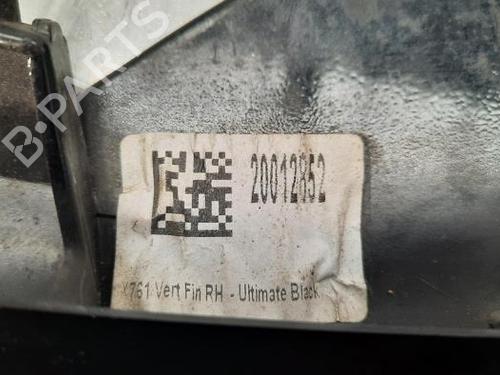 B-PARTS
20012852
X761 Vert Fin RH - Ultimate Black